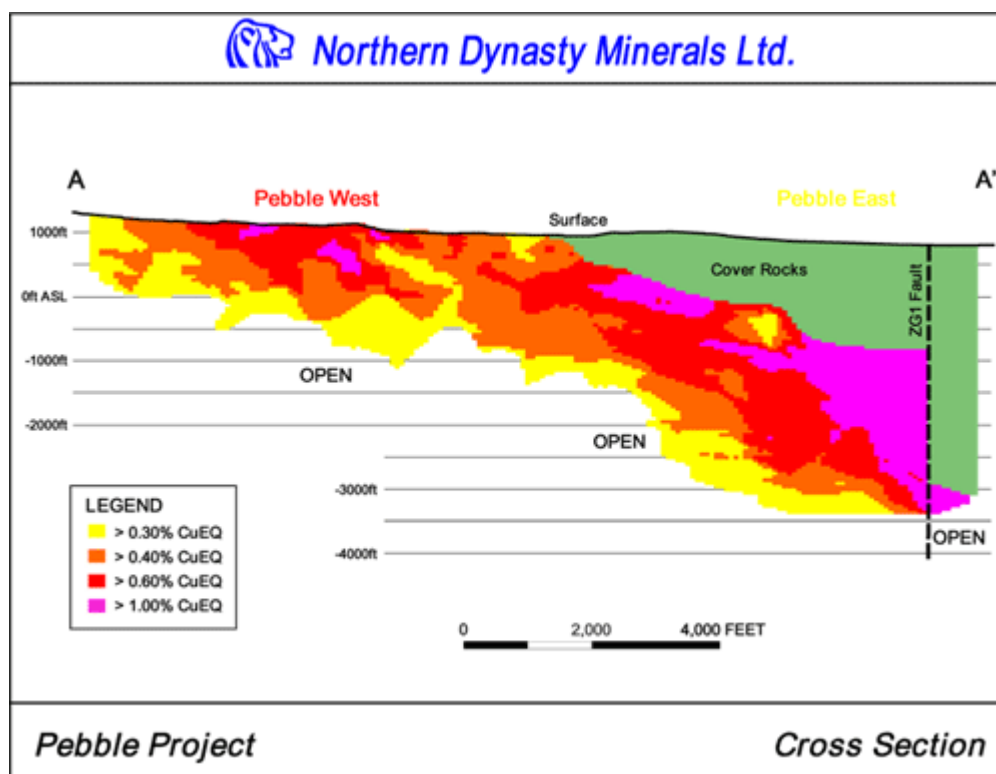 Northern Dynasty Minerals Ltd.
A
A'
Pebble West
Pebble East
Surface
1000ft
Cover Rocks
0ft ASL
ZG1 Fault
-1000ft
OPEN
-2000ft
OPEN
-3000ft
OPEN
-4000ft
LEGEND
> 0.30% CuEQ
> 0.40% CuEQ
> 0.60% CuEQ
> 1.00% CuEQ
0 2,000 4,000 FEET
Pebble Project
Cross Section